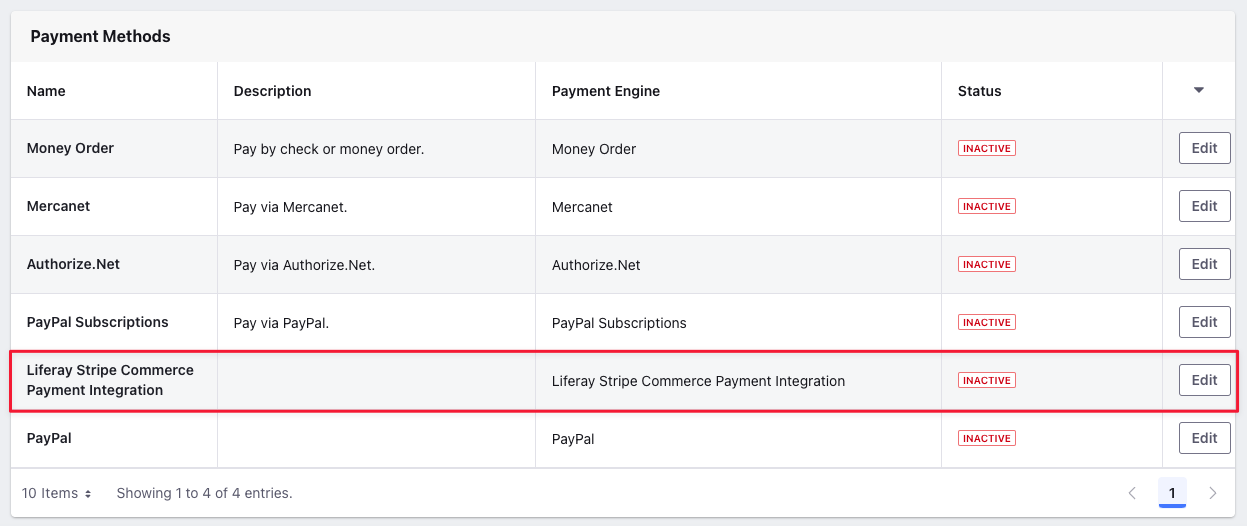 Payment Methods
Name Description Payment Engine Status
Money Order Pay by check or money order. Money Order INACTIVE Edit
Mercanet Pay via Mercanet. Mercanet INACTIVE Edit
Authorize.Net Pay via Authorize.Net. Authorize.Net INACTIVE Edit
PayPal Subscriptions Pay via PayPal. PayPal Subscriptions INACTIVE Edit
Liferay Stripe Commerce
Payment Integration Liferay Stripe Commerce Payment Integration INACTIVE Edit
PayPal PayPal INACTIVE Edit
10 Items Showing 1 to 4 of 4 entries. 1